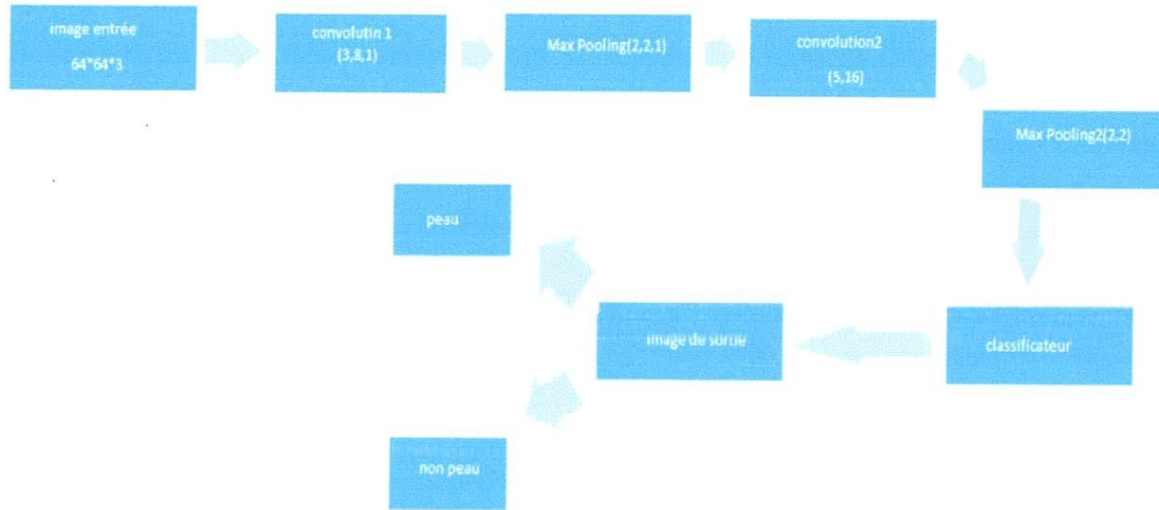 image entrée
64*64*3
convolutin 1
(3,8,1)
Max Pooling(2,2,1)
convolution2
(5,16)
Max Pooling2(2,2)
peau
image de sortie
classificateur
non peau